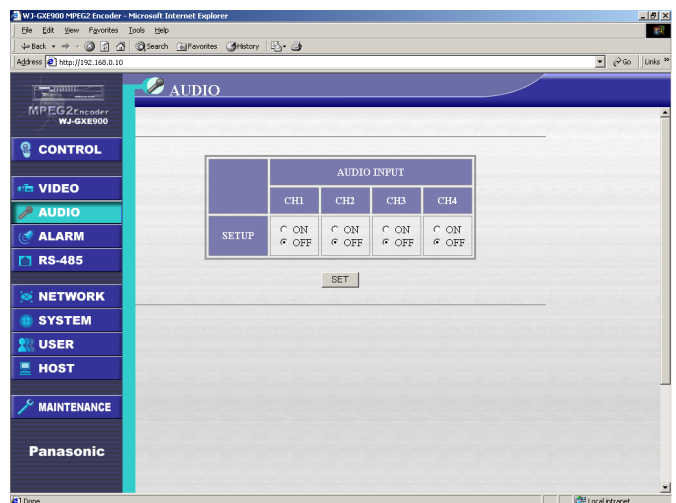 WJ-GXE900 MPEG2 Encoder - Microsoft Internet Explorer
File Edit View Favorites Tools Help
Back Search Favorites History
Address http://192.168.0.10 Go Links »
MPEG2Encoder
WJ-GXE900
AUDIO
CONTROL
VIDEO
AUDIO
ALARM
RS-485
NETWORK
SYSTEM
USER
HOST
MAINTENANCE
Panasonic
AUDIO INPUT
CH1 CH2 CH3 CH4
SETUP
ON ON ON ON
OFF OFF OFF OFF
SET
Done Local intranet